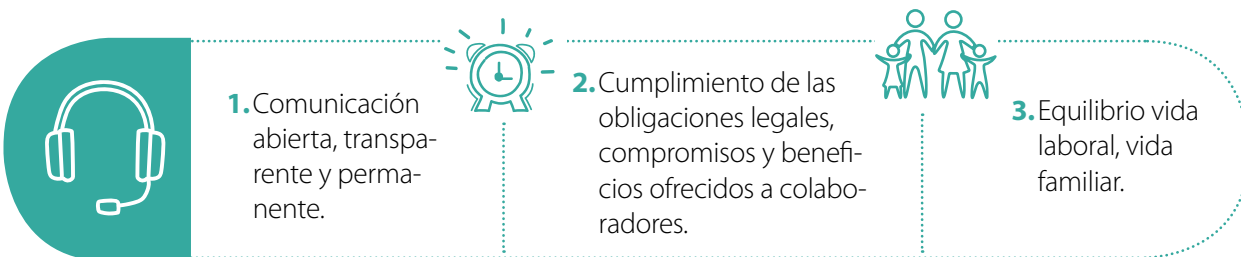 1. Comunicación
abierta, transpa-
rente y perma-
nente.
2. Cumplimiento de las
obligaciones legales,
compromisos y benefi-
cios ofrecidos a colabo-
radores.
3. Equilibrio vida
laboral, vida
familiar.